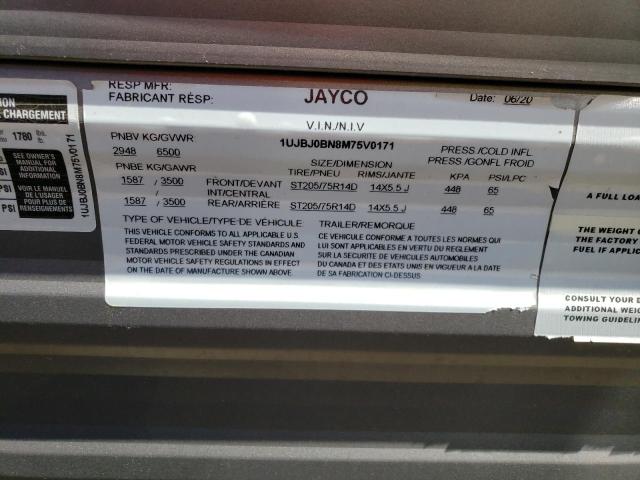 ION
CHARGEMENT
1780 lbs.
lb.
SEE OWNER'S
MANUAL FOR
ADDITIONAL
INFORMATION
VOIR LE MANUEL
DE L'USAGER
POUR PLUS DE
RENSEIGNEMENTS
PSI
PSI
PSI
1UJBJ0BN8M75V0171
RESP MFR:
FABRICANT RÉSP: JAYCO Date: 06/20
V.I.N./N.I.V
PNBV KG/GVWR 1UJBJ0BN8M75V0171 PRESS/COLD INFL
2948 6500 SIZE/DIMENSION PRESS/GONFL FROID
PNBE KG/GAWR TIRE/PNEU RIMS/JANTE KPA PSI/LPC
1587 / 3500 FRONT/DEVANT ST205/75R14D 14X5.5 J 448 65
INT/CENTRAL
1587 / 3500 REAR/ARRIÈRE ST205/75R14D 14X5.5 J 448 65
TYPE OF VEHICLE/TYPE DE VÉHICULE TRAILER/REMORQUE
THIS VEHICLE CONFORMS TO ALL APPLICABLE U.S.
FEDERAL MOTOR VEHICLE SAFETY STANDARDS AND
STANDARDS PRESCRIBED UNDER THE CANADIAN
MOTOR VEHICLE SAFETY REGULATIONS IN EFFECT
ON THE DATE OF MANUFACTURE SHOWN ABOVE.
CE VEHICULE CONFORME A TOUTES LES NORMES QUI
LUI SONT APPLICABLES EN VERTU DU REGLEMENT
SUR LA SECURITE DE VEHICULES AUTOMOBILES
DU CANADA ET DES ETATS UNIS EN VIGUEUR A LA DATE
DE SA FABRICATION CI-DESSUS
A FULL LOA
THE WEIGHT O
THE FACTORY
FUEL IF APPLIC
CONSULT YOUR
ADDITIONAL WEIG
TOWING GUIDELIN